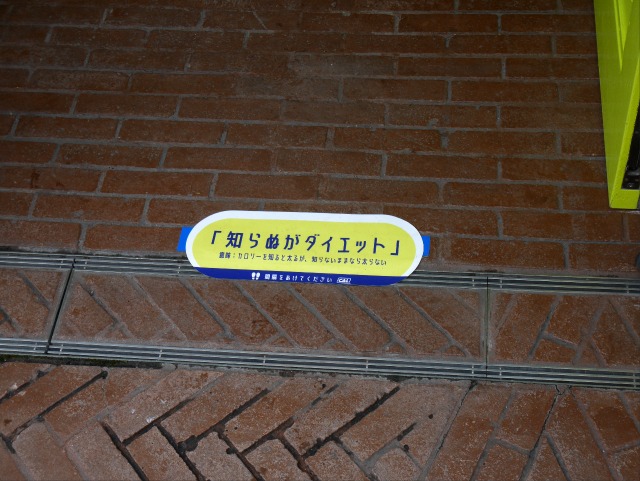 「知らぬがダイエット」
意味：カロリーを知ると太るが、知らないままなら太らない
間隔をあけてください